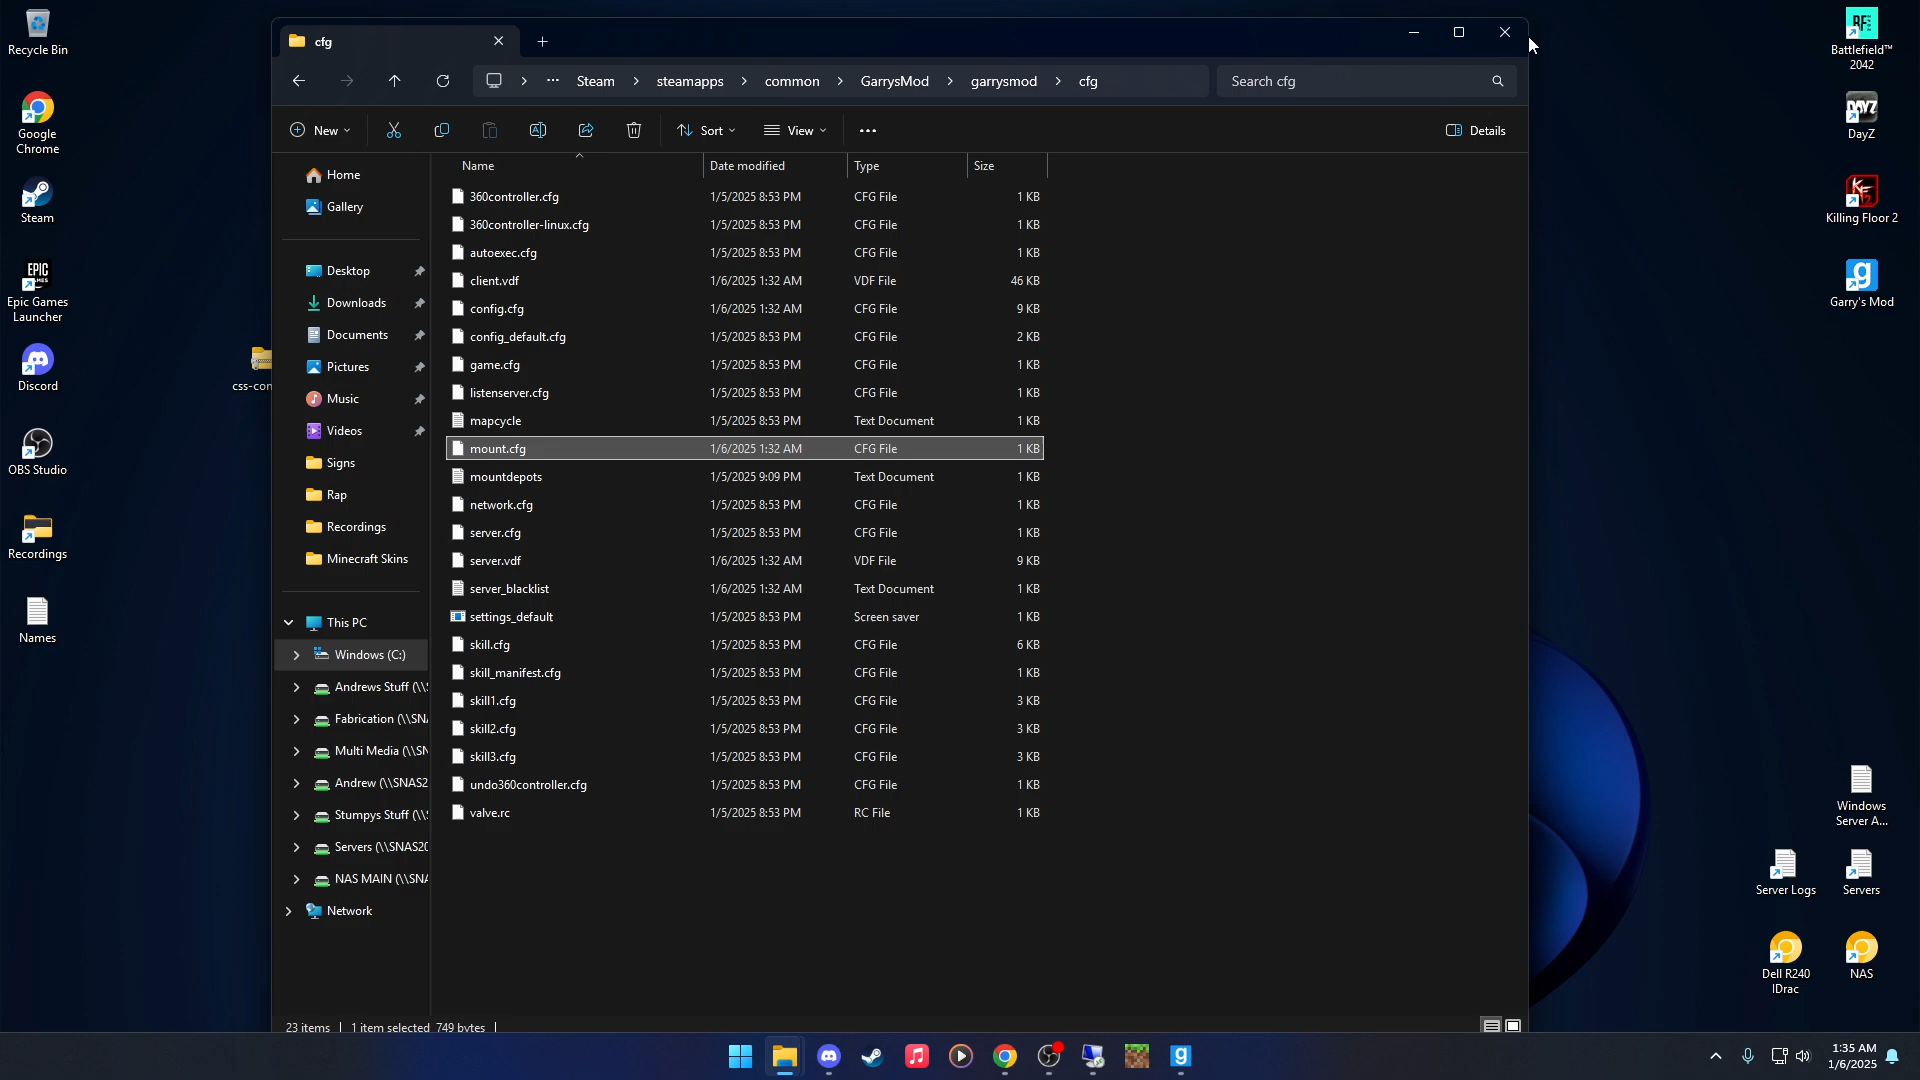 Recycle Bin
Google
Chrome
Steam
Epic Games
Launcher
Discord
OBS Studio
Recordings
Names
css-con
cfg
Steam
steamapps
common
GarrysMod
garrysmod
cfg
Search cfg
New
Sort
View
Details
Home
Gallery
Desktop
Downloads
Documents
Pictures
Music
Videos
Signs
Rap
Recordings
Minecraft Skins
This PC
Windows (C:)
Andrews Stuff (\\S
Fabrication (\\SN
Multi Media (\\SN
Andrew (\\SNAS2
Stumpys Stuff (\\S
Servers (\\SNAS20
NAS MAIN (\\SNA
Network
Name Date modified Type Size
360controller.cfg 1/5/2025 8:53 PM CFG File 1 KB
360controller-linux.cfg 1/5/2025 8:53 PM CFG File 1 KB
autoexec.cfg 1/5/2025 8:53 PM CFG File 1 KB
client.vdf 1/6/2025 1:32 AM VDF File 46 KB
config.cfg 1/6/2025 1:32 AM CFG File 9 KB
config_default.cfg 1/5/2025 8:53 PM CFG File 2 KB
game.cfg 1/5/2025 8:53 PM CFG File 1 KB
listenserver.cfg 1/5/2025 8:53 PM CFG File 1 KB
mapcycle 1/5/2025 8:53 PM Text Document 1 KB
mount.cfg 1/6/2025 1:32 AM CFG File 1 KB
mountdepots 1/5/2025 9:09 PM Text Document 1 KB
network.cfg 1/5/2025 8:53 PM CFG File 1 KB
server.cfg 1/5/2025 8:53 PM CFG File 1 KB
server.vdf 1/6/2025 1:32 AM VDF File 9 KB
server_blacklist 1/6/2025 1:32 AM Text Document 1 KB
settings_default 1/5/2025 8:53 PM Screen saver 1 KB
skill.cfg 1/5/2025 8:53 PM CFG File 6 KB
skill_manifest.cfg 1/5/2025 8:53 PM CFG File 1 KB
skill1.cfg 1/5/2025 8:53 PM CFG File 3 KB
skill2.cfg 1/5/2025 8:53 PM CFG File 3 KB
skill3.cfg 1/5/2025 8:53 PM CFG File 3 KB
undo360controller.cfg 1/5/2025 8:53 PM CFG File 1 KB
valve.rc 1/5/2025 8:53 PM RC File 1 KB
23 items 1 item selected 749 bytes
Battlefield™
2042
DayZ
Killing Floor 2
Garry's Mod
Windows
Server A...
Server Logs
Servers
Dell R240
IDrac
NAS
1:35 AM
1/6/2025